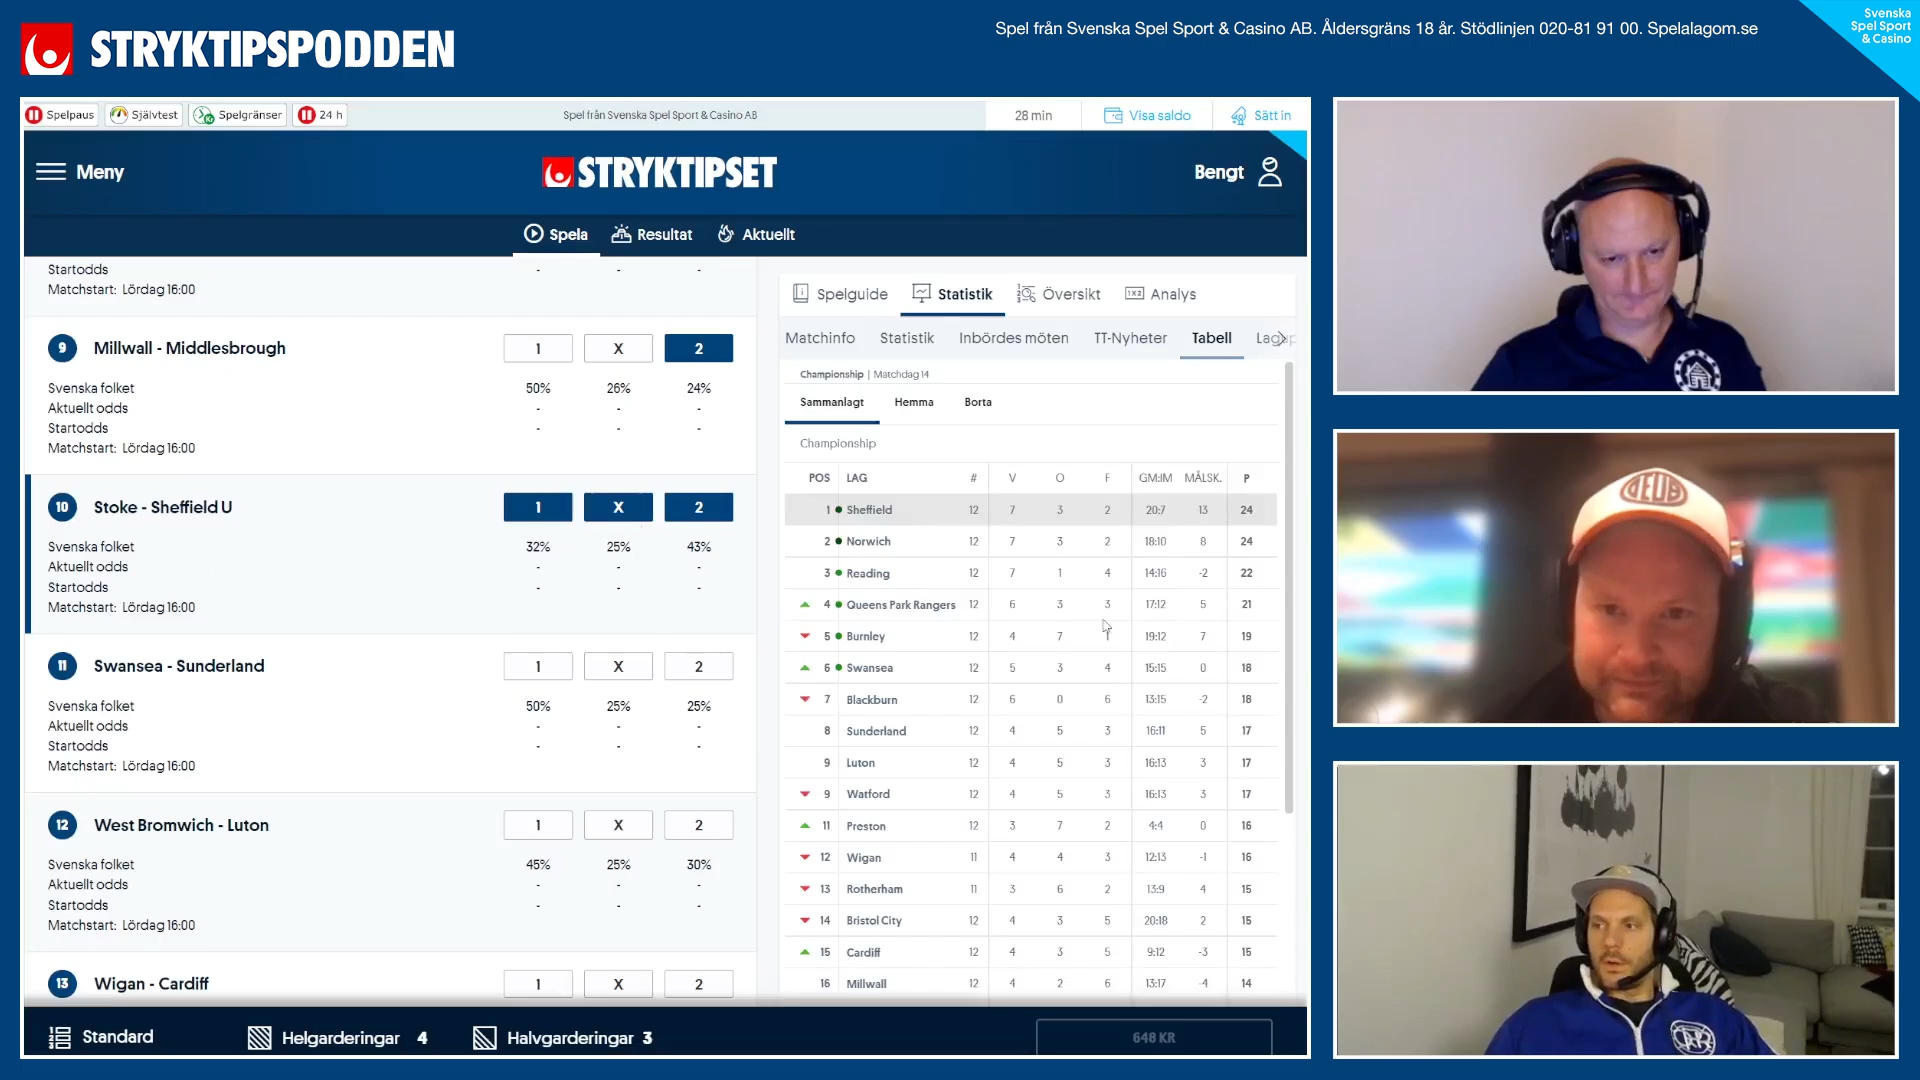 STRYKTIPSPODDEN
Spel från Svenska Spel Sport & Casino AB. Åldersgräns 18 år. Stödlinjen 020-81 91 00. Spelalagom.se
Svenska
Spel Sport
& Casino
Spelpaus Självtest Spelgränser 24 h Spel från Svenska Spel Sport & Casino AB 28 min Visa saldo Sätt in
Meny STRYKTIPSET Bengt
Spela Resultat Aktuellt
Startodds - - -
Matchstart: Lördag 16:00
9 Millwall - Middlesbrough 1 X 2
Svenska folket 50% 26% 24%
Aktuellt odds - - -
Startodds - - -
Matchstart: Lördag 16:00
10 Stoke - Sheffield U 1 X 2
Svenska folket 32% 25% 43%
Aktuellt odds - - -
Startodds - - -
Matchstart: Lördag 16:00
11 Swansea - Sunderland 1 X 2
Svenska folket 50% 25% 25%
Aktuellt odds - - -
Startodds - - -
Matchstart: Lördag 16:00
12 West Bromwich - Luton 1 X 2
Svenska folket 45% 25% 30%
Aktuellt odds - - -
Startodds - - -
Matchstart: Lördag 16:00
13 Wigan - Cardiff 1 X 2
Spelguide Statistik Översikt Analys
Matchinfo Statistik Inbördes möten TT-Nyheter Tabell
Championship | Matchdag 14
Sammanlagt Hemma Borta
Championship
POS LAG # V O F GM:IM MÅLSK. P
1 Sheffield 12 7 3 2 20:7 13 24
2 Norwich 12 7 3 2 18:10 8 24
3 Reading 12 7 1 4 14:16 -2 22
4 Queens Park Rangers 12 6 3 3 17:12 5 21
5 Burnley 12 4 7 1 19:12 7 19
6 Swansea 12 5 3 4 15:15 0 18
7 Blackburn 12 6 0 6 13:15 -2 18
8 Sunderland 12 4 5 3 16:11 5 17
9 Luton 12 4 5 3 16:13 3 17
9 Watford 12 4 5 3 16:13 3 17
11 Preston 12 3 7 2 4:4 0 16
12 Wigan 11 4 4 3 12:13 -1 16
13 Rotherham 11 3 6 2 13:9 4 15
14 Bristol City 12 4 3 5 20:18 2 15
15 Cardiff 12 4 3 5 9:12 -3 15
16 Millwall 12 4 2 6 13:17 -4 14
Standard Helgarderingar 4 Halvgarderingar 3 648 KR
DEUS